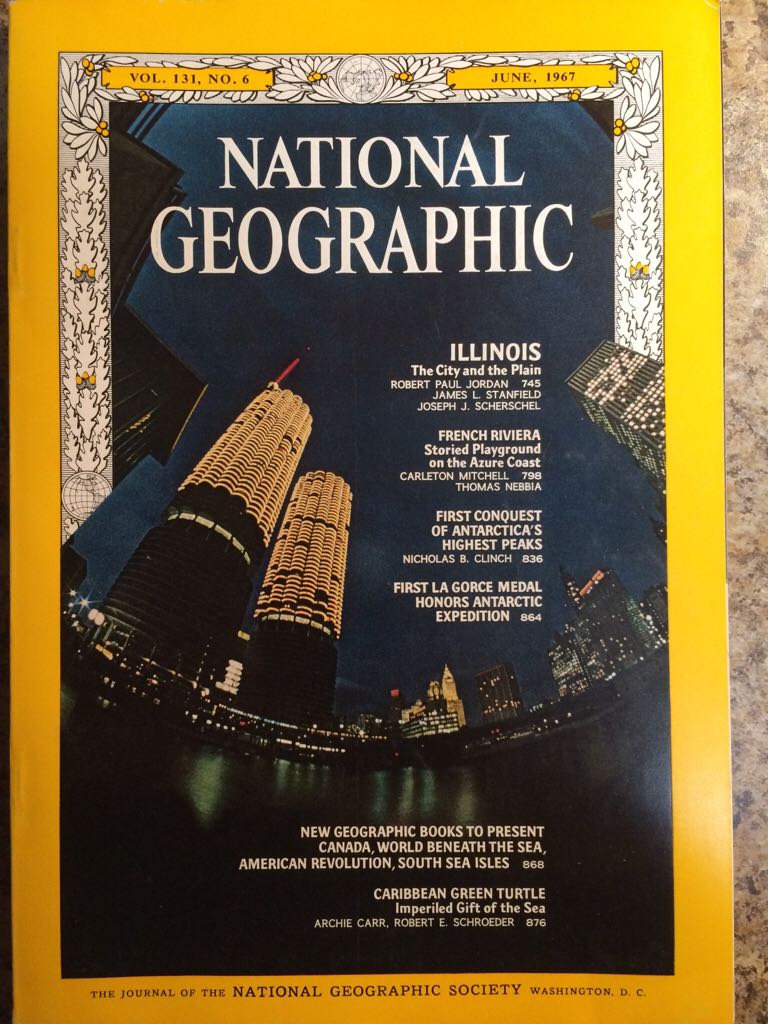 VOL. 131, NO. 6
JUNE, 1967
NATIONAL
GEOGRAPHIC
ILLINOIS
The City and the Plain
ROBERT PAUL JORDAN 745
JAMES L. STANFIELD
JOSEPH J. SCHERSCHEL
FRENCH RIVIERA
Storied Playground
on the Azure Coast
CARLETON MITCHELL 798
THOMAS NEBBIA
FIRST CONQUEST
OF ANTARCTICA'S
HIGHEST PEAKS
NICHOLAS B. CLINCH 836
FIRST LA GORCE MEDAL
HONORS ANTARCTIC
EXPEDITION 864
NEW GEOGRAPHIC BOOKS TO PRESENT
CANADA, WORLD BENEATH THE SEA,
AMERICAN REVOLUTION, SOUTH SEA ISLES 868
CARIBBEAN GREEN TURTLE
Imperiled Gift of the Sea
ARCHIE CARR, ROBERT E. SCHROEDER 876
THE JOURNAL OF THE NATIONAL GEOGRAPHIC SOCIETY WASHINGTON, D. C.